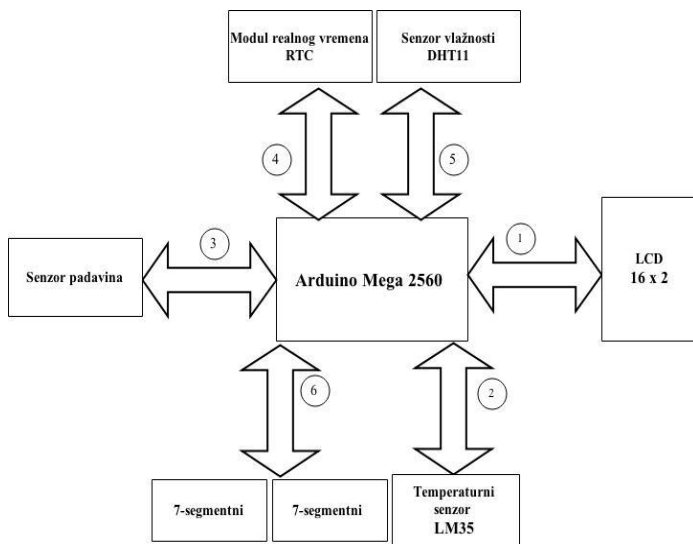 Modul realnog vremena
RTC
Senzor vlažnosti
DHT11
4
5
3
1
Senzor padavina
Arduino Mega 2560
LCD
16 x 2
6
2
7-segmentni
7-segmentni
Temperaturni
senzor
LM35